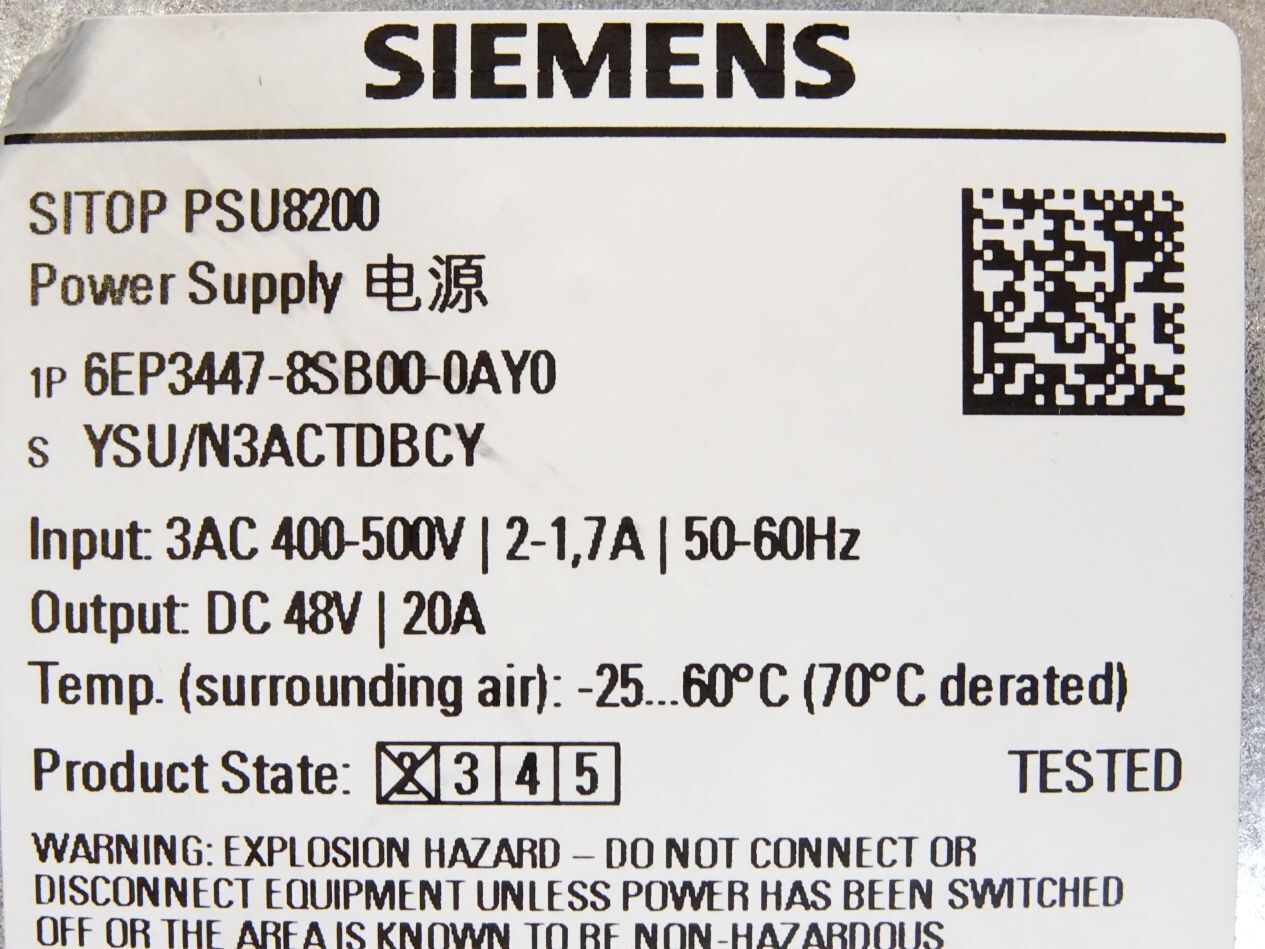 SIEMENS
SITOP PSU8200
Power Supply 电源
1P 6EP3447-8SB00-0AY0
S YSU/N3ACTDBCY
Input: 3AC 400-500V | 2-1,7A | 50-60Hz
Output: DC 48V | 20A
Temp. (surrounding air): -25...60°C (70°C derated)
Product State: 2 3 4 5 TESTED
WARNING: EXPLOSION HAZARD – DO NOT CONNECT OR
DISCONNECT EQUIPMENT UNLESS POWER HAS BEEN SWITCHED
OFF OR THE AREA IS KNOWN TO BE NON-HAZARDOUS